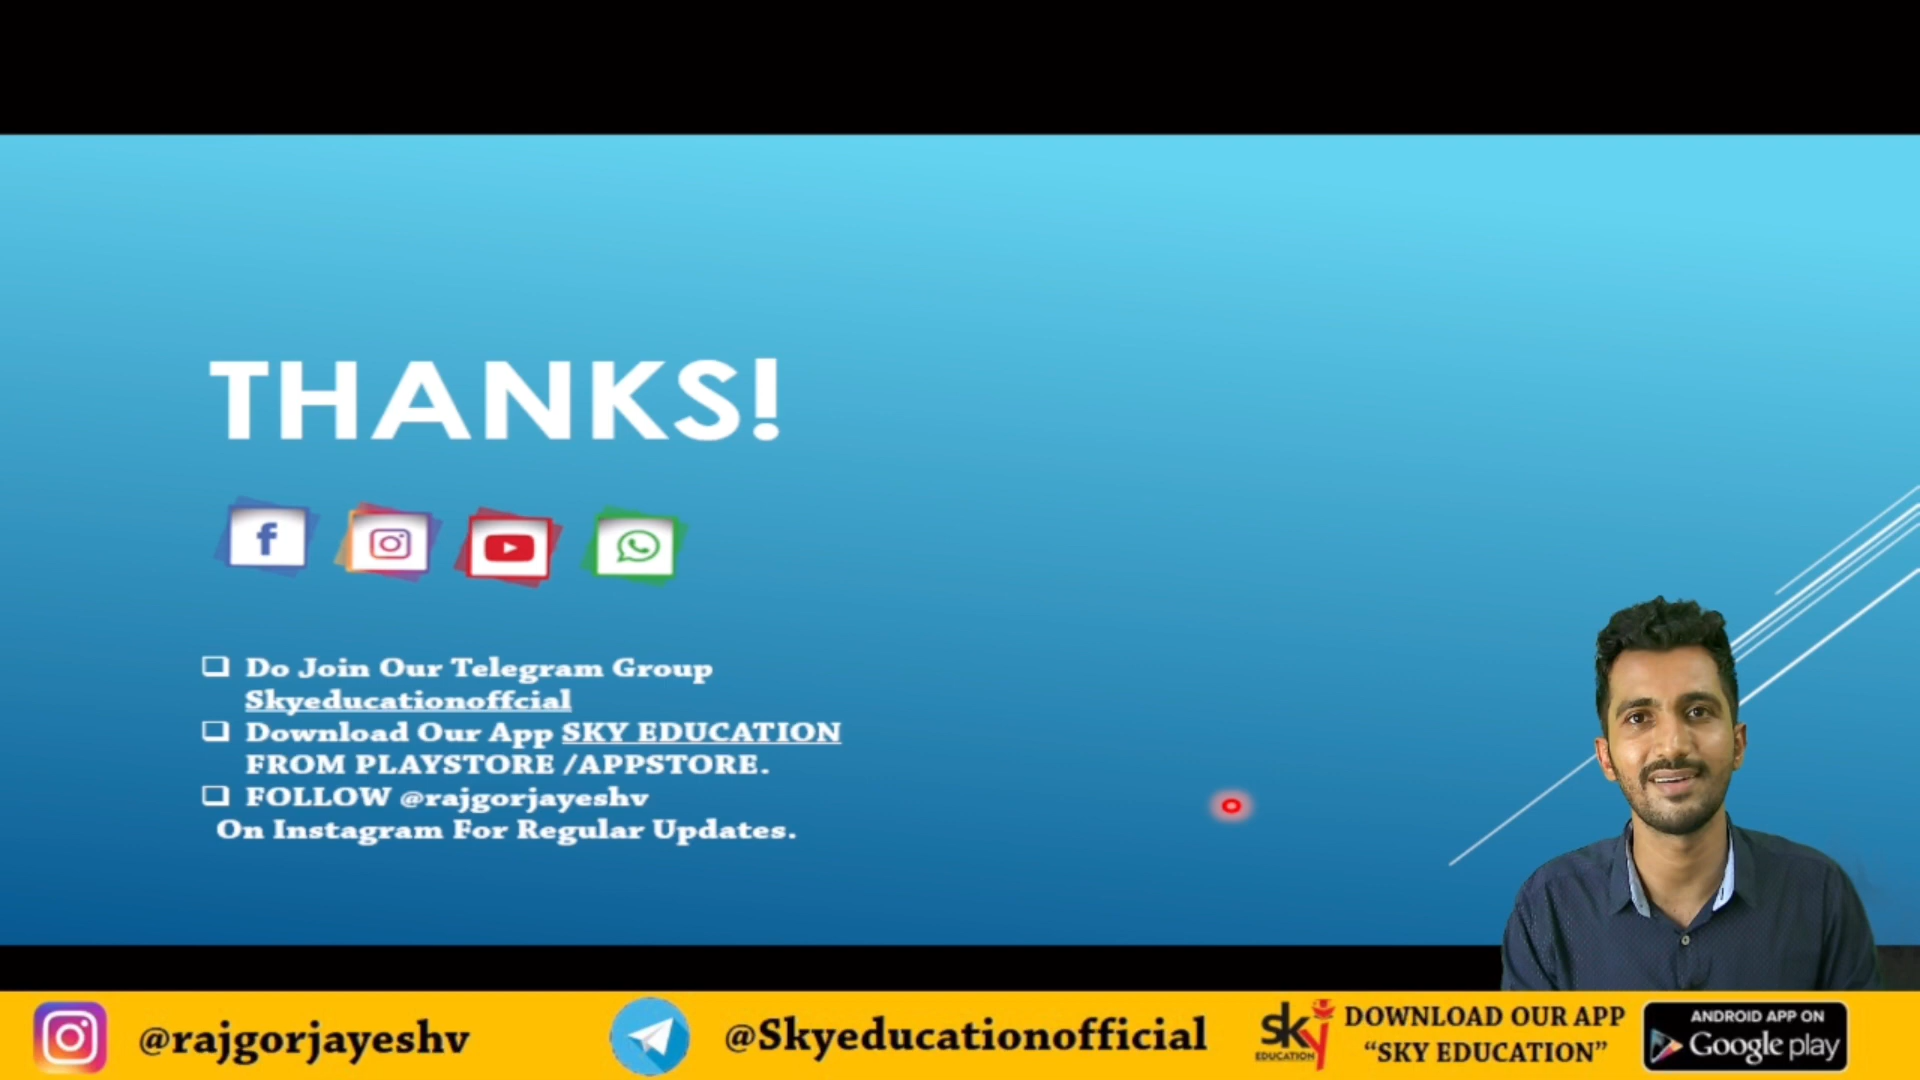 THANKS!
❑ Do Join Our Telegram Group
Skyeducationoffcial
❑ Download Our App SKY EDUCATION
FROM PLAYSTORE /APPSTORE.
❑ FOLLOW @rajgorjayeshv
On Instagram For Regular Updates.
@rajgorjayeshv
@Skyeducationofficial
sky
EDUCATION
DOWNLOAD OUR APP
“SKY EDUCATION”
ANDROID APP ON
Google play